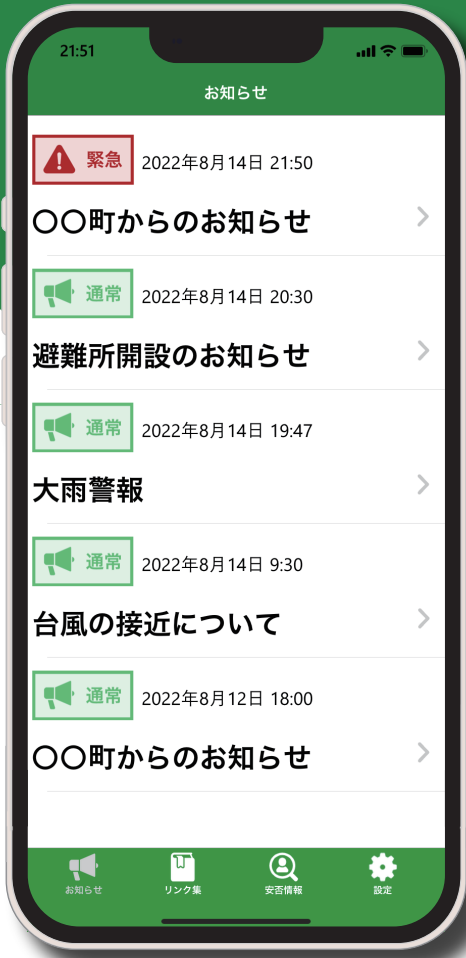 21:51
お知らせ
緊急 2022年8月14日 21:50
〇〇町からのお知らせ
通常 2022年8月14日 20:30
避難所開設のお知らせ
通常 2022年8月14日 19:47
大雨警報
通常 2022年8月14日 9:30
台風の接近について
通常 2022年8月12日 18:00
〇〇町からのお知らせ
お知らせ リンク集 安否情報 設定